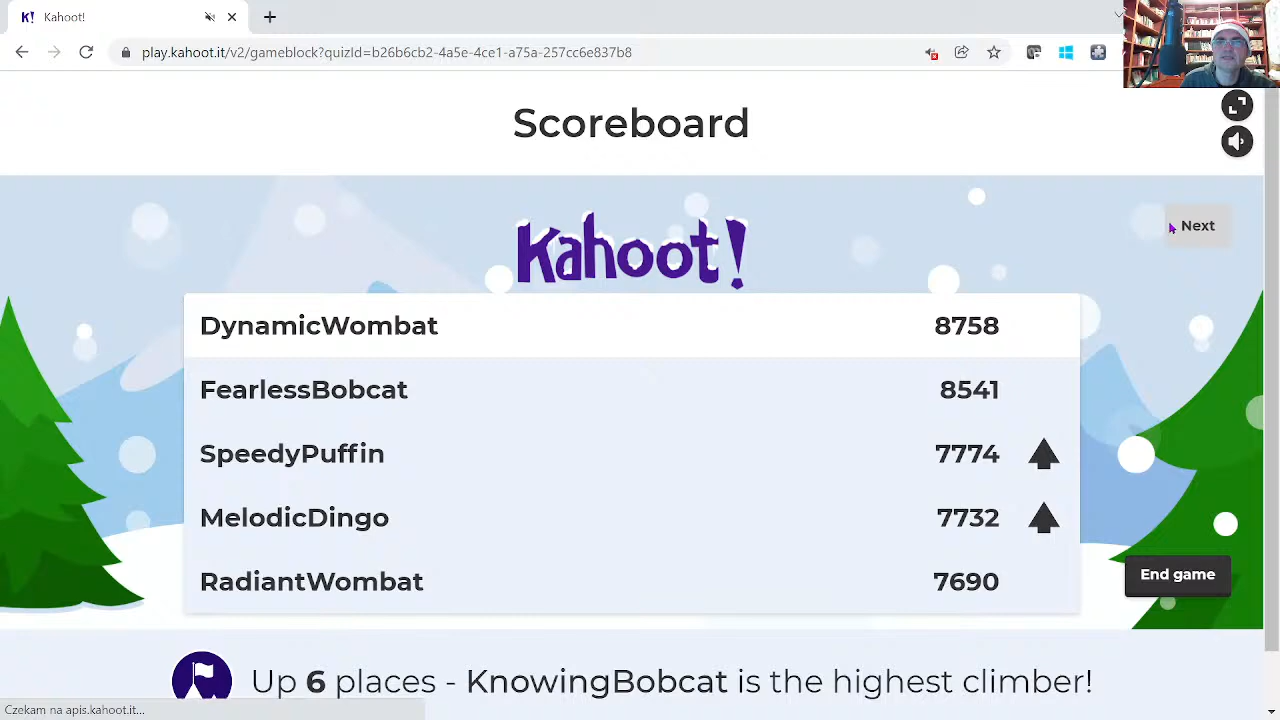 Kahoot!
play.kahoot.it/v2/gameblock?quizId=b26b6cb2-4a5e-4ce1-a75a-257cc6e837b8
Scoreboard
Next
Kahoot!
DynamicWombat 8758
FearlessBobcat 8541
SpeedyPuffin 7774
MelodicDingo 7732
RadiantWombat 7690
End game
Up 6 places - KnowingBobcat is the highest climber!
Czekam na apis.kahoot.it...